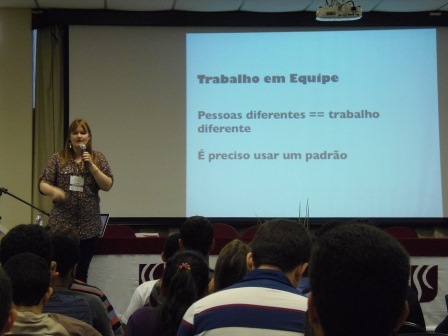 Trabalho em Equipe
Pessoas diferentes == trabalho
diferente
É preciso usar um padrão